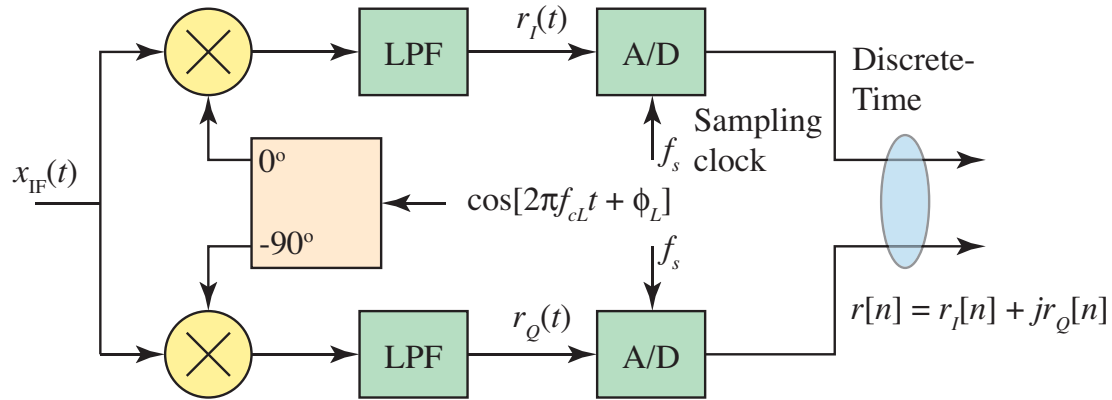 r_I(t)
LPF
A/D
Discrete-
Time
Sampling
clock
f_s
0°
x_IF(t)
cos[2πf_cL t + ϕ_L]
-90°
f_s
r_Q(t)
LPF
A/D
r[n] = r_I[n] + jr_Q[n]